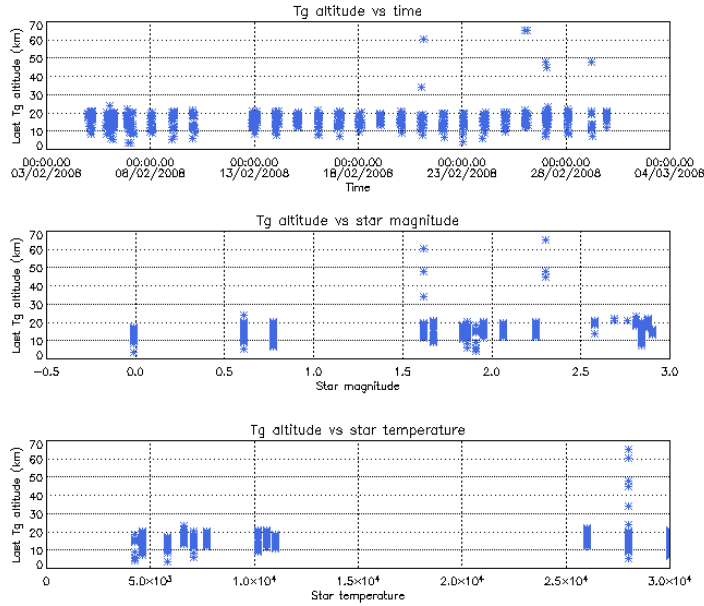 Tg altitude vs time
Last Tg altitude (km)
70
60
50
40
30
20
10
0
00:00.00 00:00.00 00:00.00 00:00.00 00:00.00 00:00.00 00:00.00
03/02/2008 08/02/2008 13/02/2008 18/02/2008 23/02/2008 28/02/2008 04/03/2008
Time
Tg altitude vs star magnitude
Last Tg altitude (km)
70
60
50
40
30
20
10
0
-0.5 0.0 0.5 1.0 1.5 2.0 2.5 3.0
Star magnitude
Tg altitude vs star temperature
Last Tg altitude (km)
70
60
50
40
30
20
10
0
0 5.0×10³ 1.0×10⁴ 1.5×10⁴ 2.0×10⁴ 2.5×10⁴ 3.0×10⁴
Star temperature